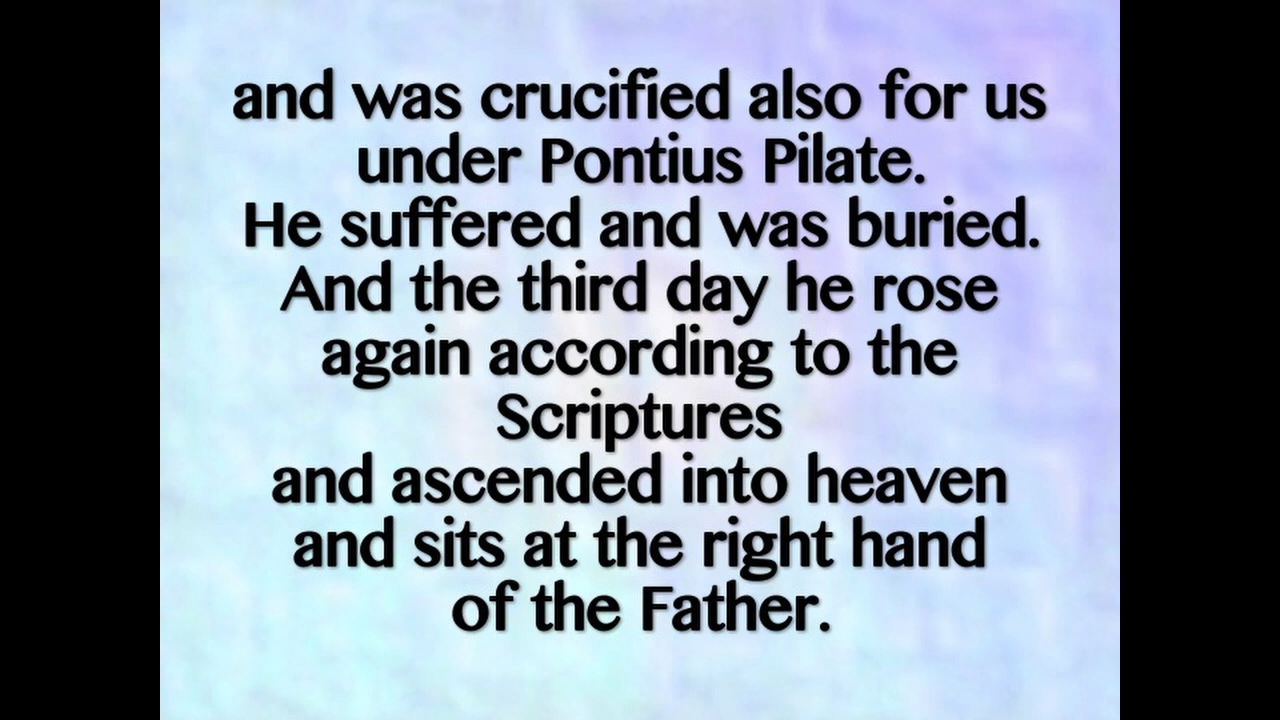 and was crucified also for us
under Pontius Pilate.
He suffered and was buried.
And the third day he rose
again according to the
Scriptures
and ascended into heaven
and sits at the right hand
of the Father.